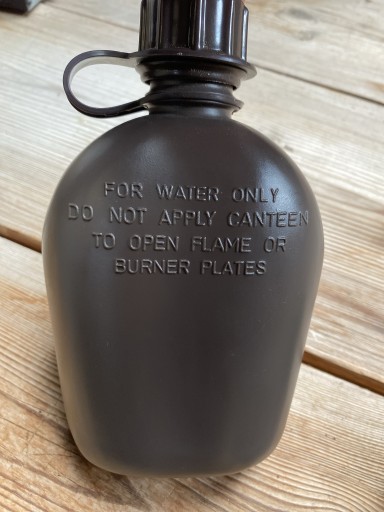 FOR WATER ONLY
DO NOT APPLY CANTEEN
TO OPEN FLAME OR
BURNER PLATES